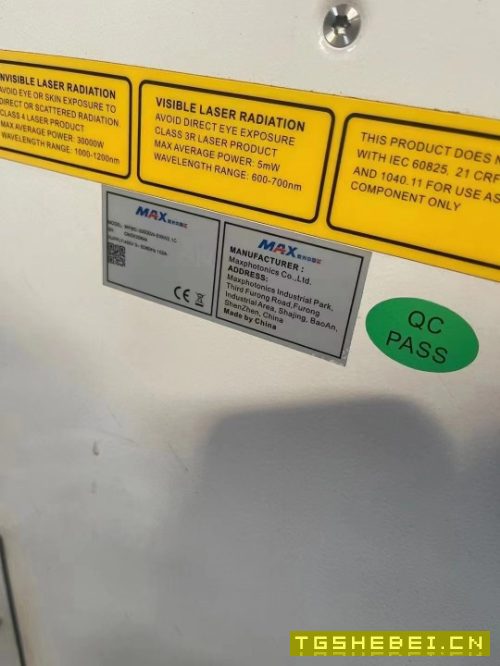 INVISIBLE LASER RADIATION
AVOID EYE OR SKIN EXPOSURE TO
DIRECT OR SCATTERED RADIATION
CLASS 4 LASER PRODUCT
MAX AVERAGE POWER: 30000W
WAVELENGTH RANGE: 1000-1200nm
VISIBLE LASER RADIATION
AVOID DIRECT EYE EXPOSURE
CLASS 3R LASER PRODUCT
MAX AVERAGE POWER: 5mW
WAVELENGTH RANGE: 600-700nm
THIS PRODUCT DOES N
WITH IEC 60825, 21 CFR
AND 1040.11 FOR USE AS
COMPONENT ONLY
MAX
MODEL:
SN:
CE
MAX
MANUFACTURER :
Maxphotonics Co.,Ltd.
ADDRESS:
Maxphotonics Industrial Park,
Third Furong Road,Furong
Industrial Area, Shajing, BaoAn,
ShenZhen, China
Made by China
QC
PASS
TGSHEBEI.CN